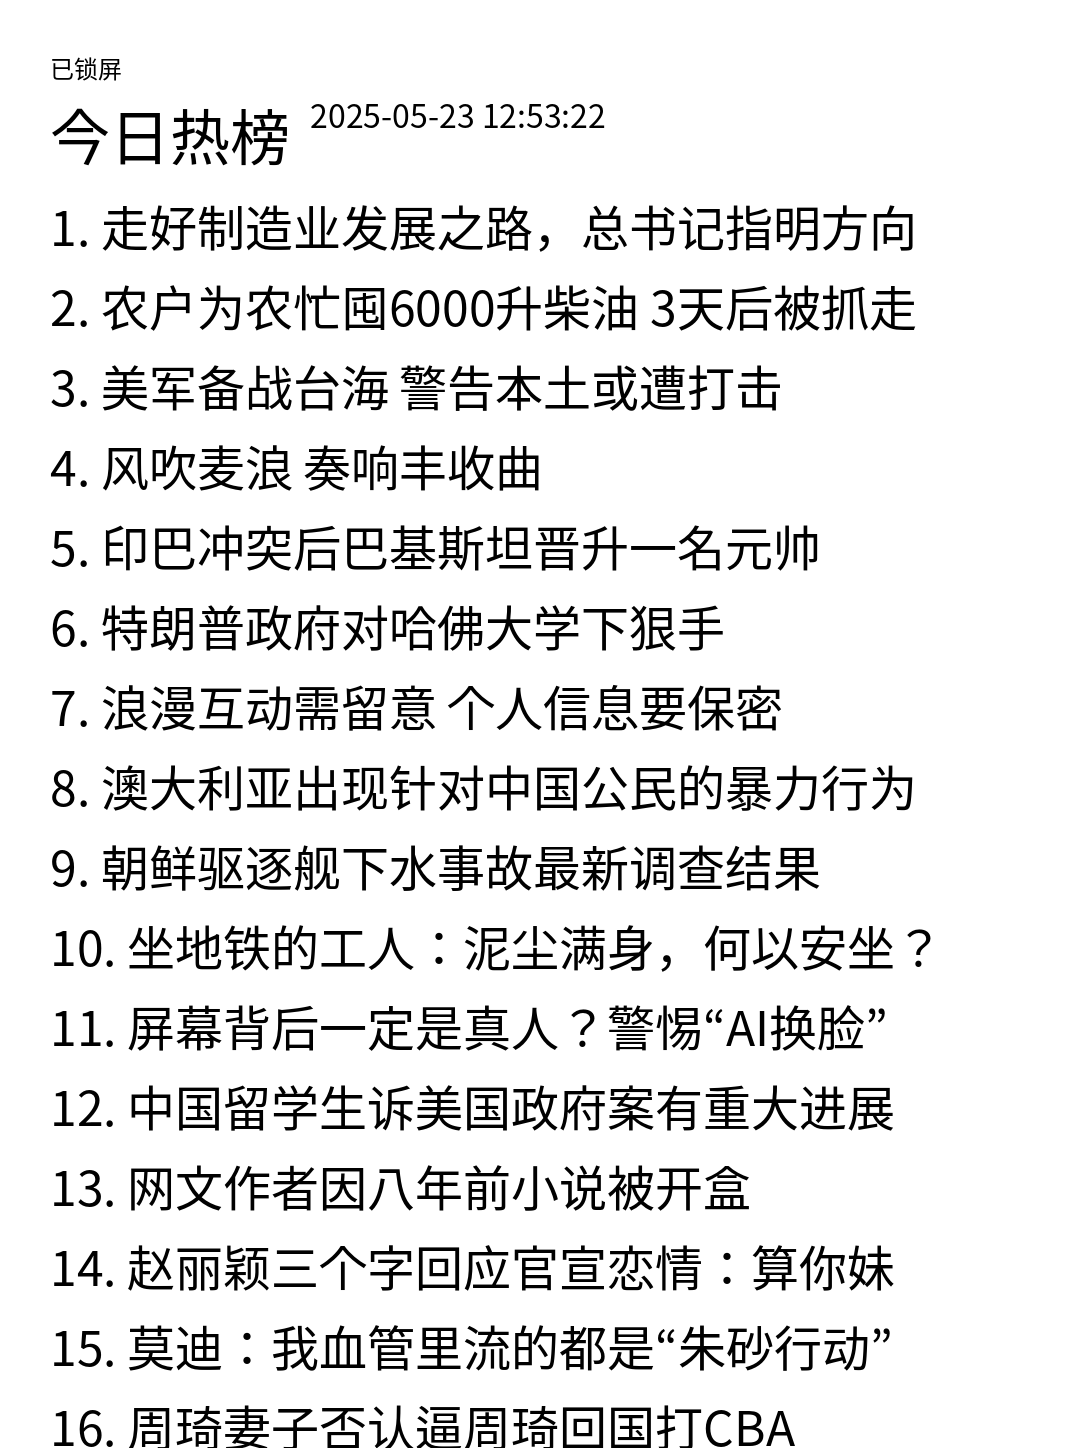 已锁屏
今日热榜 2025-05-23 12:53:22
1. 走好制造业发展之路，总书记指明方向
2. 农户为农忙囤6000升柴油 3天后被抓走
3. 美军备战台海 警告本土或遭打击
4. 风吹麦浪 奏响丰收曲
5. 印巴冲突后巴基斯坦晋升一名元帅
6. 特朗普政府对哈佛大学下狠手
7. 浪漫互动需留意 个人信息要保密
8. 澳大利亚出现针对中国公民的暴力行为
9. 朝鲜驱逐舰下水事故最新调查结果
10. 坐地铁的工人：泥尘满身，何以安坐？
11. 屏幕背后一定是真人？警惕“AI换脸”
12. 中国留学生诉美国政府案有重大进展
13. 网文作者因八年前小说被开盒
14. 赵丽颖三个字回应官宣恋情：算你妹
15. 莫迪：我血管里流的都是“朱砂行动”
16. 周琦妻子否认逼周琦回国打CBA